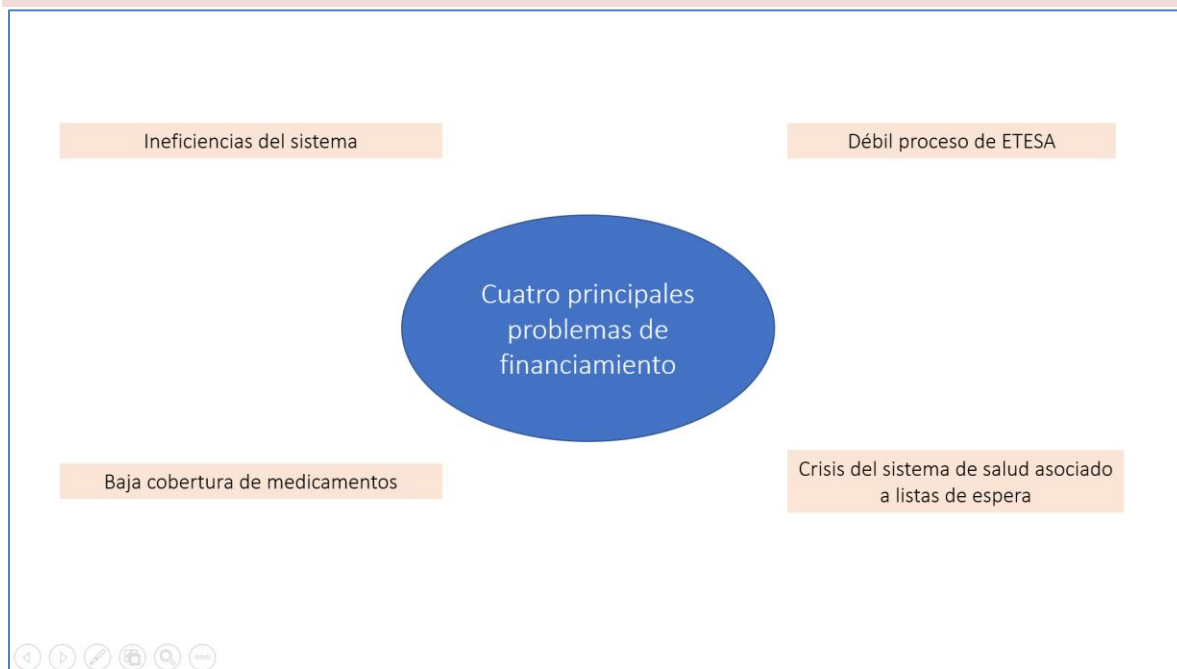 Ineficiencias del sistema
Débil proceso de ETESA
Cuatro principales
problemas de
financiamiento
Baja cobertura de medicamentos
Crisis del sistema de salud asociado
a listas de espera